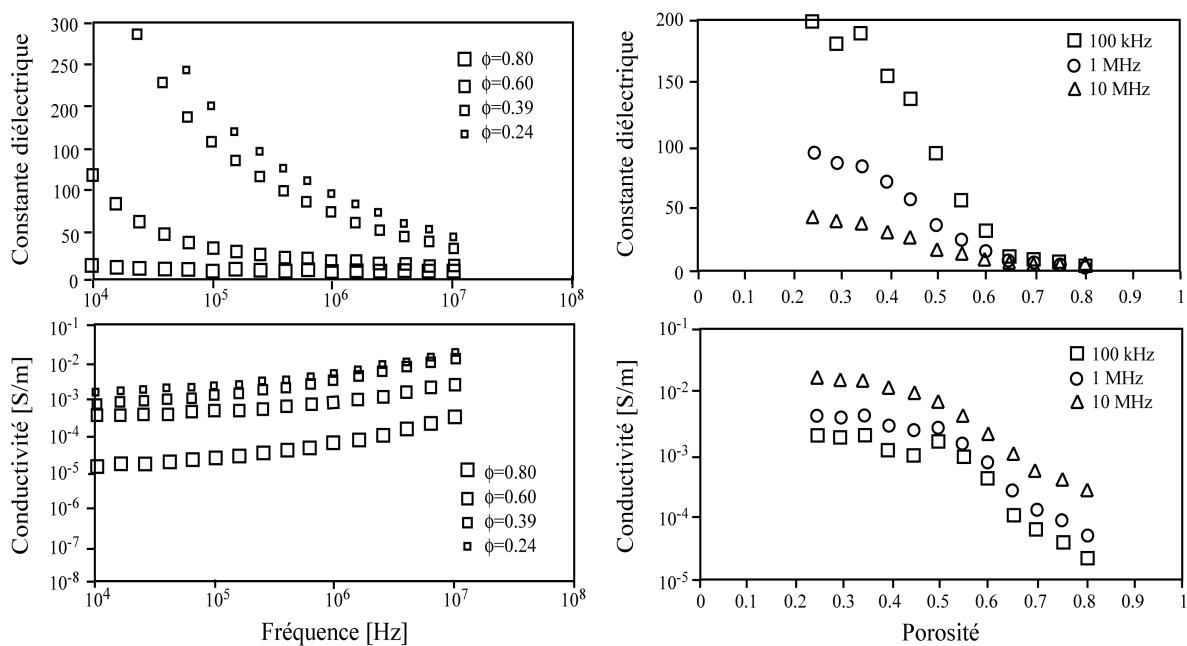 Constante diélectrique
300
250
200
100
100
50
0
10^4
10^5
10^6
10^7
10^8
ϕ=0.80
ϕ=0.60
ϕ=0.39
ϕ=0.24
Constante diélectrique
200
150
100
50
0
0
0.1
0.2
0.3
0.4
0.5
0.6
0.7
0.8
0.9
1
100 kHz
1 MHz
10 MHz
Conductivité [S/m]
10^-1
10^-2
10^-3
10^-4
10^-5
10^-6
10^-7
10^-8
10^4
10^5
10^6
10^7
10^8
ϕ=0.80
ϕ=0.60
ϕ=0.39
ϕ=0.24
Fréquence [Hz]
Conductivité [S/m]
10^-1
10^-2
10^-3
10^-4
10^-5
0
0.1
0.2
0.3
0.4
0.5
0.6
0.7
0.8
0.9
1
100 kHz
1 MHz
10 MHz
Porosité